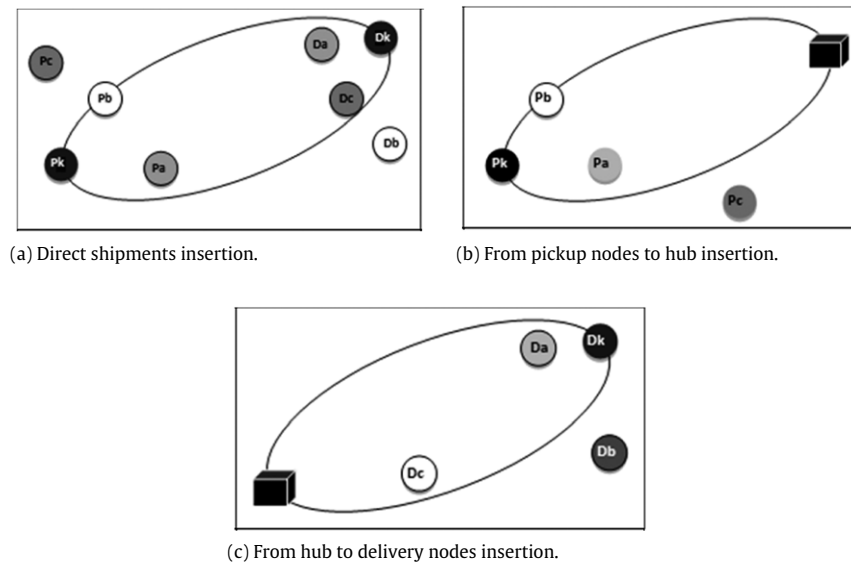 Pc
Da
Dk
Pb
Dc
Db
Pk
Pa
(a) Direct shipments insertion.
Pb
Pk
Pa
Pc
(b) From pickup nodes to hub insertion.
Da
Dk
Dc
Db
(c) From hub to delivery nodes insertion.